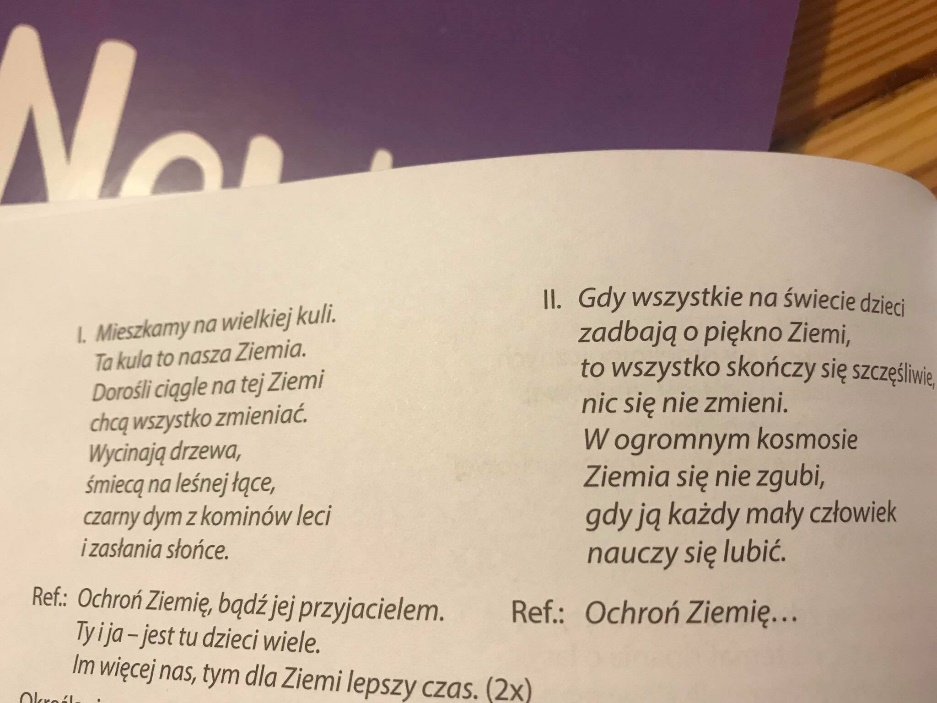 I. Mieszkamy na wielkiej kuli.
Ta kula to nasza Ziemia.
Dorośli ciągle na tej Ziemi
chcą wszystko zmieniać.
Wycinają drzewa,
śmiecą na leśnej łące,
czarny dym z kominów leci
i zasłania słońce.
Ref.: Ochroń Ziemię, bądź jej przyjacielem.
Ty i ja – jest tu dzieci wiele.
Im więcej nas, tym dla Ziemi lepszy czas. (2x)
II. Gdy wszystkie na świecie dzieci
zadbają o piękno Ziemi,
to wszystko skończy się szczęśliwie,
nic się nie zmieni.
W ogromnym kosmosie
Ziemia się nie zgubi,
gdy ją każdy mały człowiek
nauczy się lubić.
Ref.: Ochroń Ziemię...